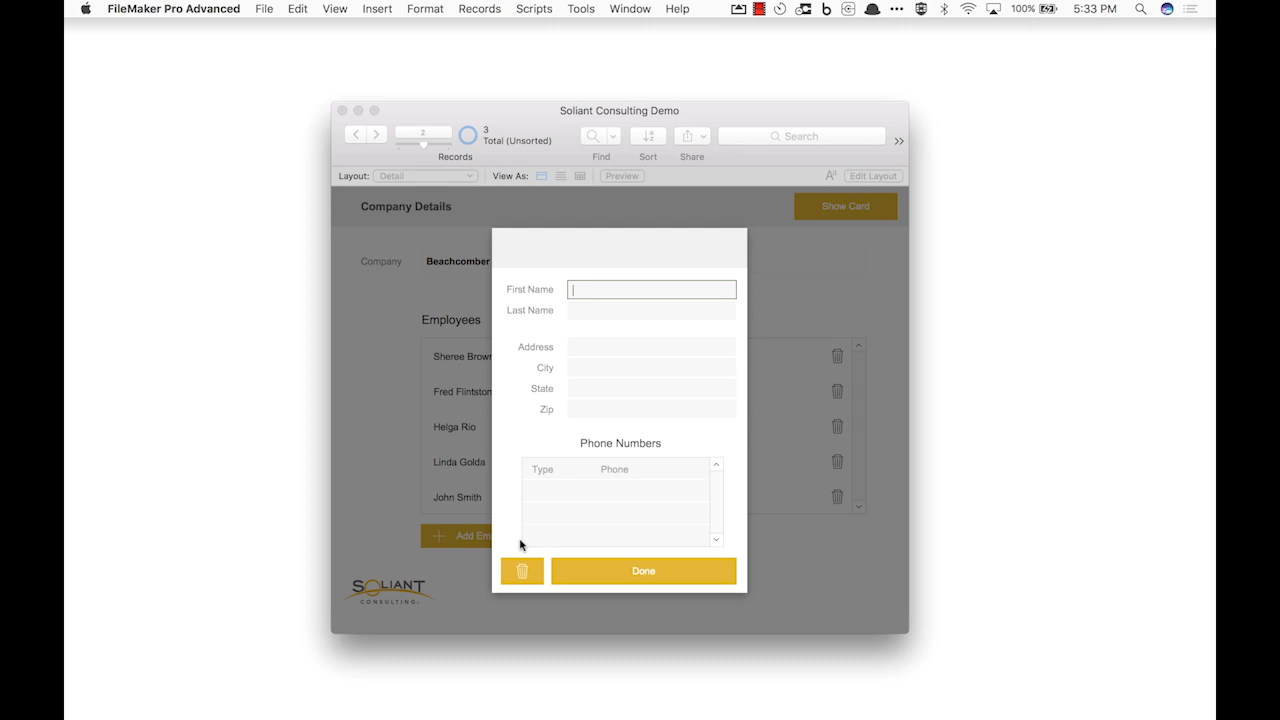 FileMaker Pro Advanced File Edit View Insert Format Records Scripts Tools Window Help 100% 5:33 PM
Soliant Consulting Demo
2
3
Total (Unsorted)
Search
Records Find Sort Share
Layout: Detail View As: Preview Edit Layout
Company Details Show Card
Company Beachcomber
First Name
Last Name
Employees
Address
Sheree Brown
City
State
Fred Flintston
Zip
Helga Rio
Phone Numbers
Linda Golda
Type Phone
John Smith
Add Em
Done
SOLIANT
CONSULTING